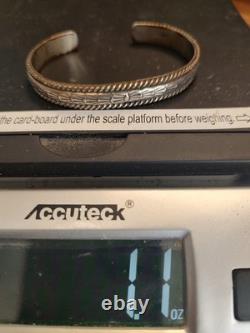 the card-board under the scale platform before weighing.
ACCUTECK®
1.1 OZ